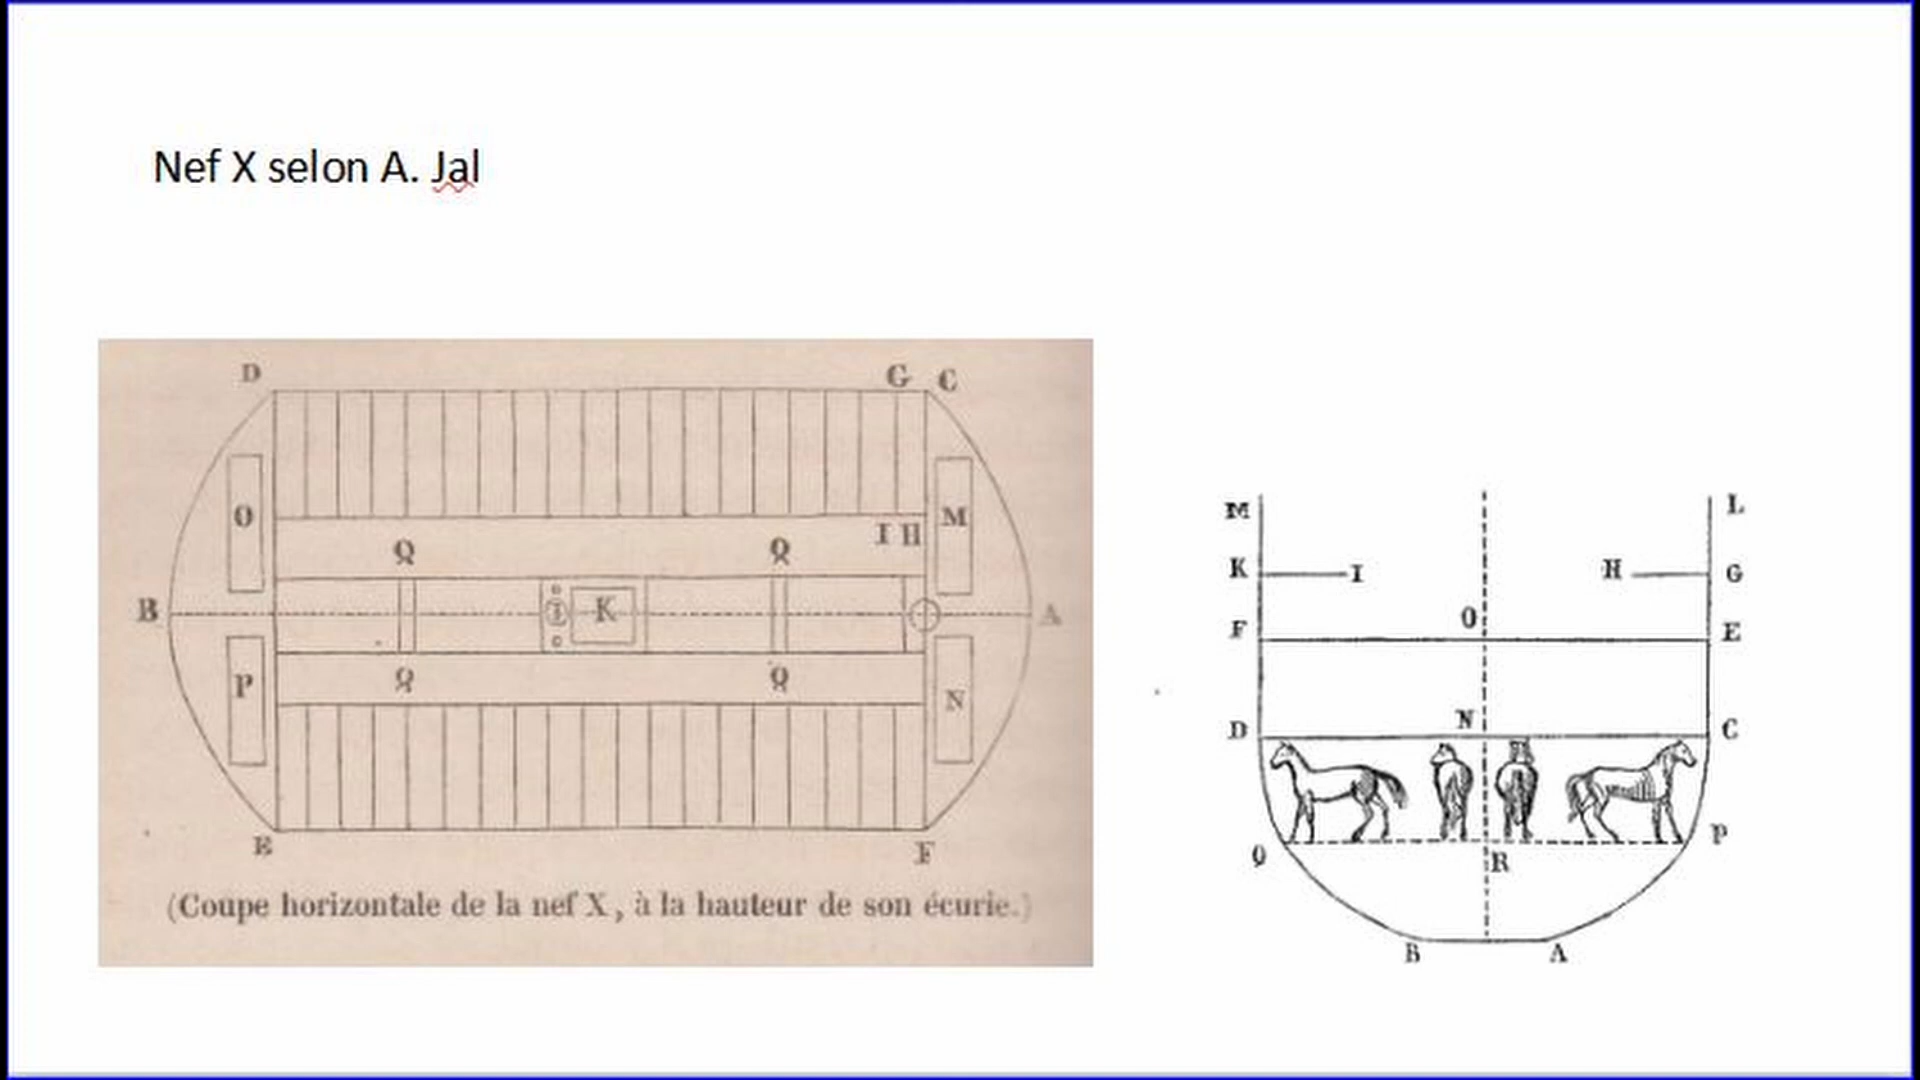 Nef X selon A. Jal
D G C
O I H M
Q Q
B K A
P Q Q N
E F
(Coupe horizontale de la nef X, à la hauteur de son écurie.)
M L
K I H G
F O E
D N C
Q R P
B A